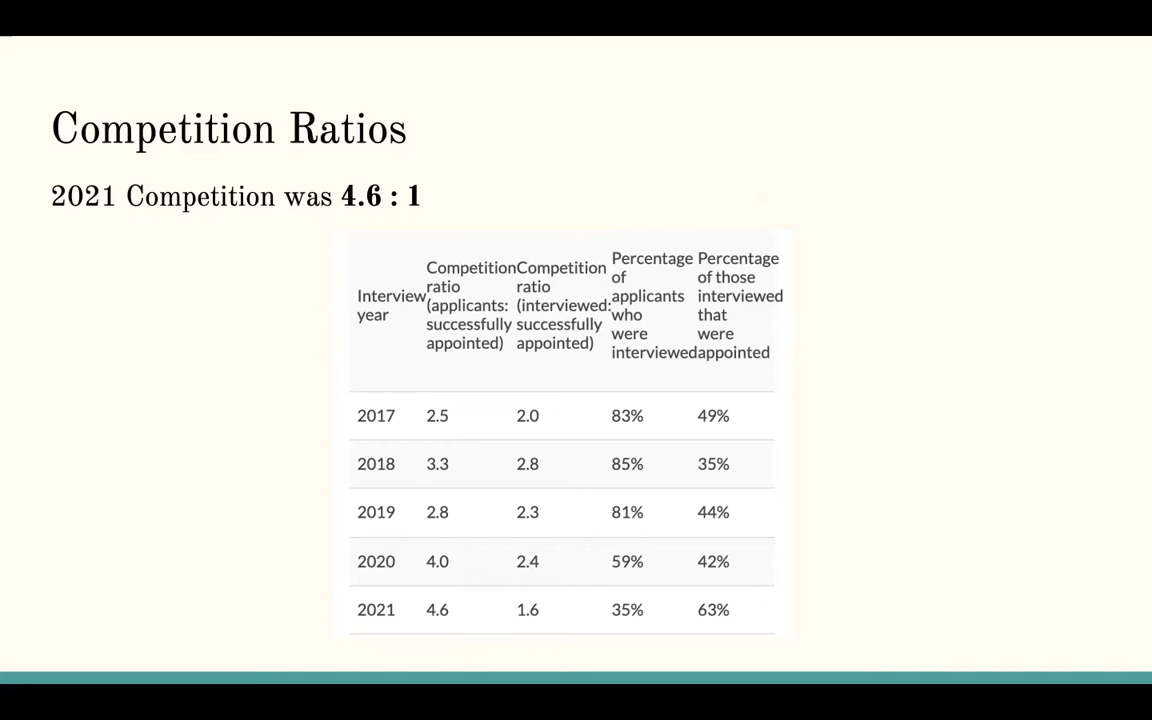 Competition Ratios
2021 Competition was 4.6 : 1
Interview year
Competition ratio (applicants: successfully appointed)
Competition ratio (interviewed: successfully appointed)
Percentage of applicants who were interviewed
Percentage of those interviewed that were appointed
2017 2.5 2.0 83% 49%
2018 3.3 2.8 85% 35%
2019 2.8 2.3 81% 44%
2020 4.0 2.4 59% 42%
2021 4.6 1.6 35% 63%